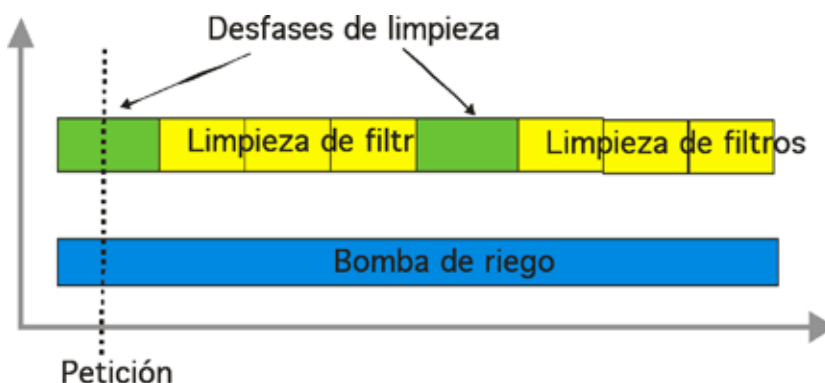 Desfases de limpieza
Limpieza de filtr
Limpieza de filtros
Bomba de riego
Petición